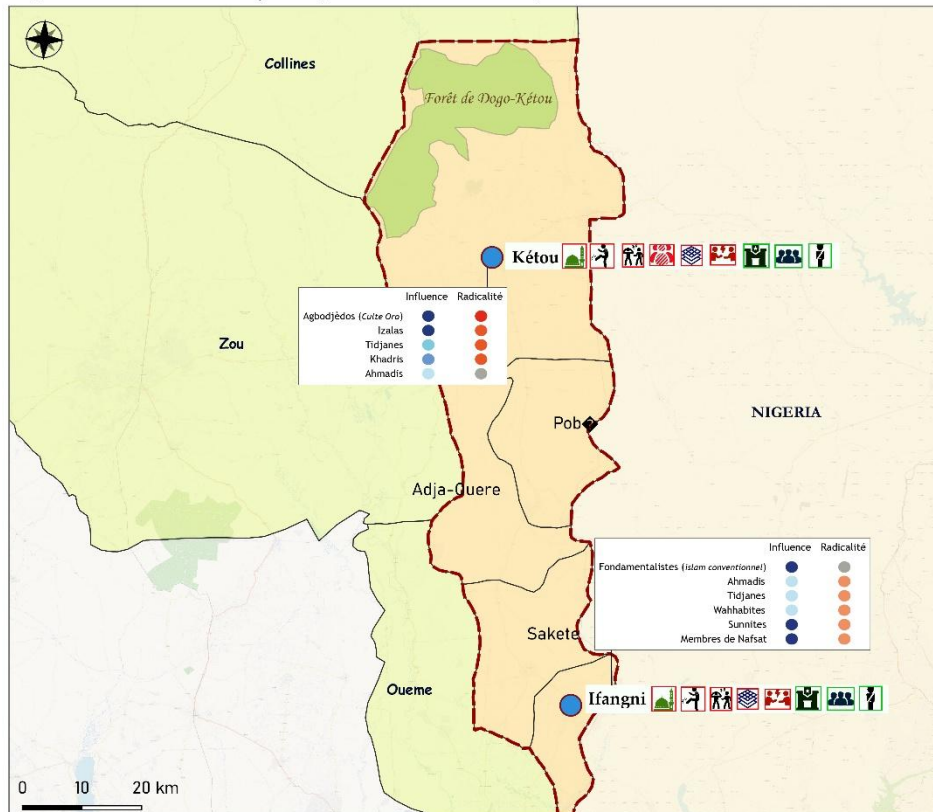 Collines
Forêt de Dogo-Kétou
Kétou
Influence Radicalité
Agbodjèdos (Culte Oro)
Izalas
Tidjanes
Khadris
Ahmadis
Zou
NIGERIA
Pob�
Adja-Ouere
Influence Radicalité
Fondamentalistes (islam conventionnel)
Ahmadis
Tidjanes
Wahhabites
Sunnites
Membres de Nafsat
Sakete
Oueme
Ifangni
0 10 20 km